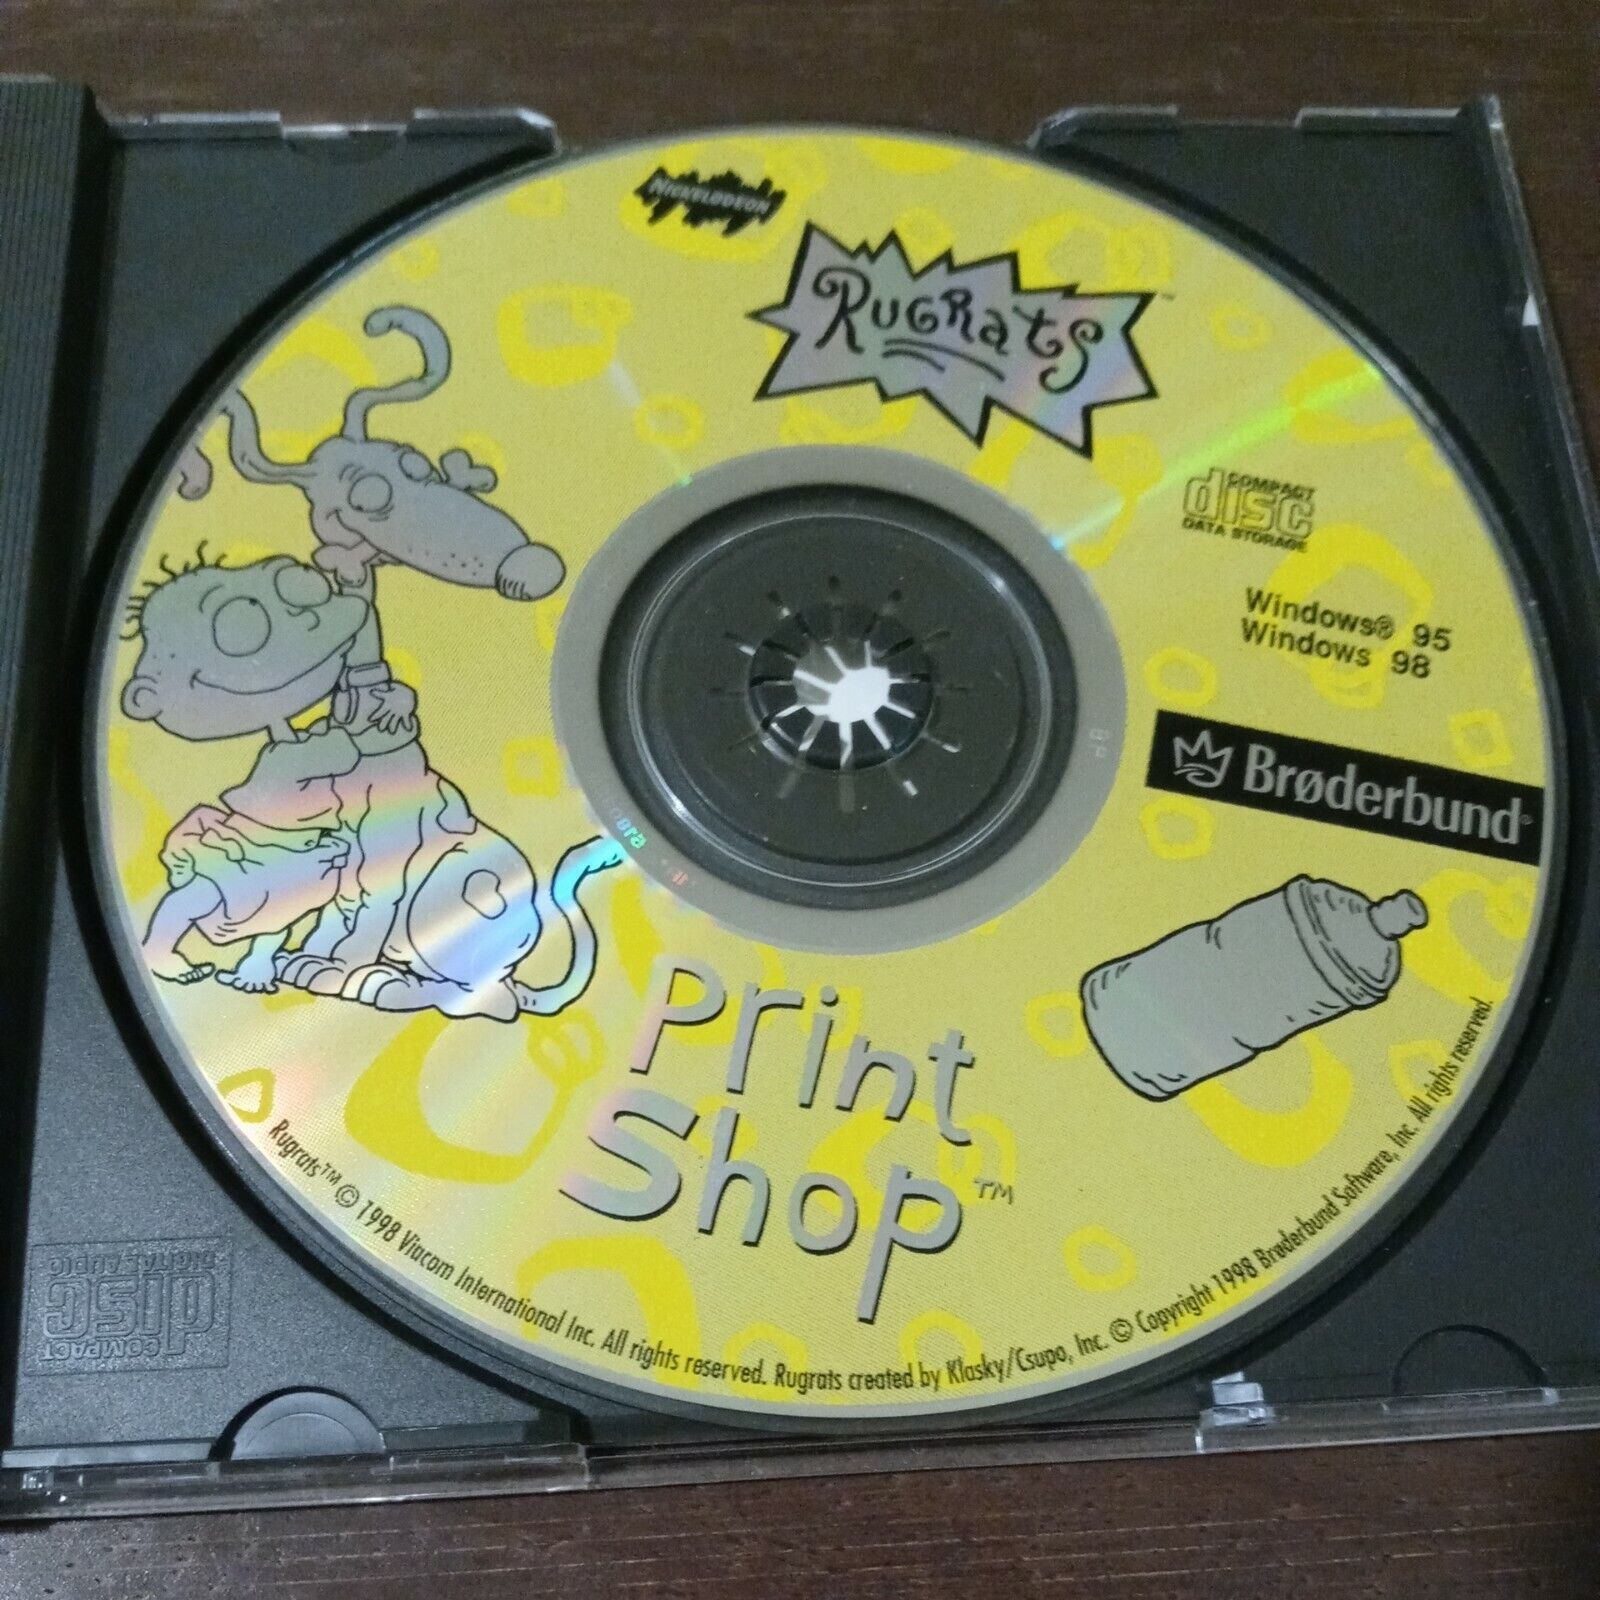 NICKELODEON
RUGRATS™
COMPACT
disc
DATA STORAGE
Windows® 95
Windows 98
Brøderbund®
Print
Shop™
Rugrats™ © 1998 Viacom International Inc. All rights reserved. Rugrats created by Klasky/Csupo, Inc. © Copyright 1998 Brøderbund Software, Inc. All rights reserved.
COMPACT
disc
DIGITAL AUDIO